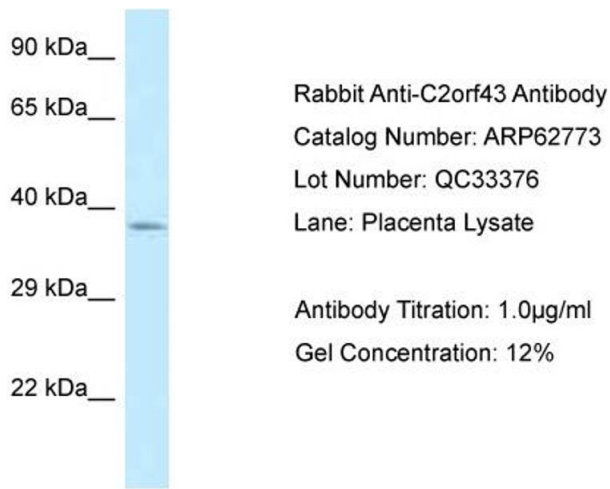 90 kDa__
65 kDa__
40 kDa__
29 kDa__
22 kDa__
Rabbit Anti-C2orf43 Antibody
Catalog Number: ARP62773
Lot Number: QC33376
Lane: Placenta Lysate
Antibody Titration: 1.0µg/ml
Gel Concentration: 12%